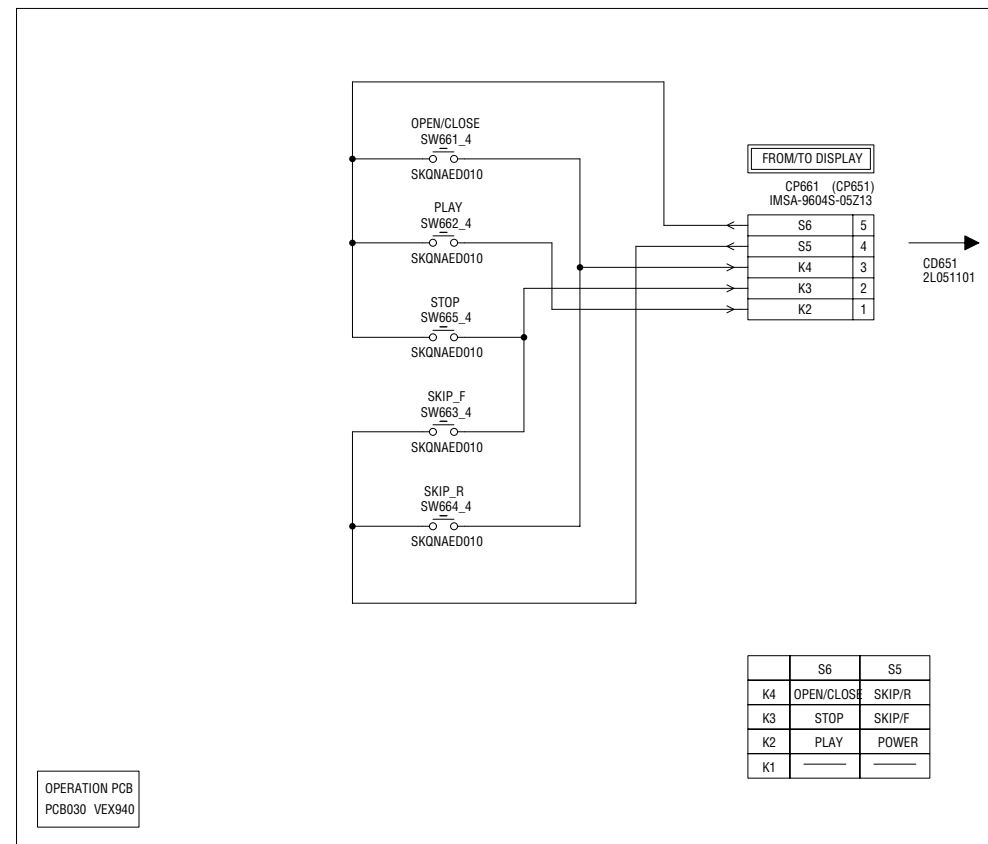 OPEN/CLOSE
SW661_4
SKQNAED010
PLAY
SW662_4
SKQNAED010
STOP
SW665_4
SKQNAED010
SKIP_F
SW663_4
SKQNAED010
SKIP_R
SW664_4
SKQNAED010
FROM/TO DISPLAY
CP661 (CP651)
IMSA-9604S-05Z13
S6 5
S5 4
K4 3
K3 2
K2 1
CD651
2L051101
S6 S5
K4 OPEN/CLOSE SKIP/R
K3 STOP SKIP/F
K2 PLAY POWER
K1
OPERATION PCB
PCB030 VEX940